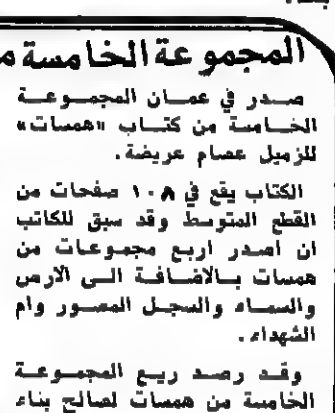 المجموعة الخامسة م
صدر في عمان المجموعة
الخامسة من كتاب «همسات»
للزميل عصام عريضة.
الكتاب يقع في ١٠٨ صفحات من
القطع المتوسط وقد سبق للكاتب
ان اصدر اربع مجموعات من
همسات بالاضافة الى الارض
والسماء والسجل المصور وام
الشهداء.
وقد رصد ريع المجموعة
الخامسة من همسات لصالح بناء